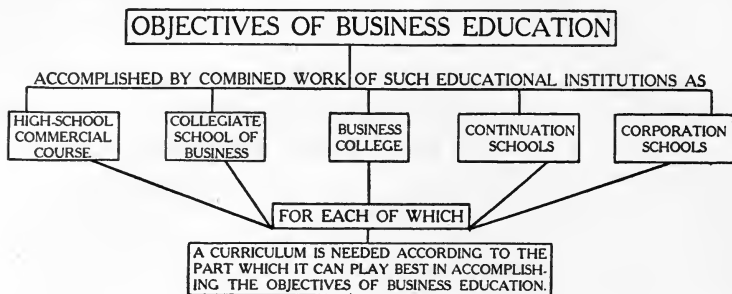 OBJECTIVES OF BUSINESS EDUCATION
ACCOMPLISHED BY COMBINED WORK OF SUCH EDUCATIONAL INSTITUTIONS AS
HIGH-SCHOOL
COMMERCIAL
COURSE
COLLEGIATE
SCHOOL OF
BUSINESS
BUSINESS
COLLEGE
CONTINUATION
SCHOOLS
CORPORATION
SCHOOLS
FOR EACH OF WHICH
A CURRICULUM IS NEEDED ACCORDING TO THE
PART WHICH IT CAN PLAY BEST IN ACCOMPLISH-
ING THE OBJECTIVES OF BUSINESS EDUCATION.